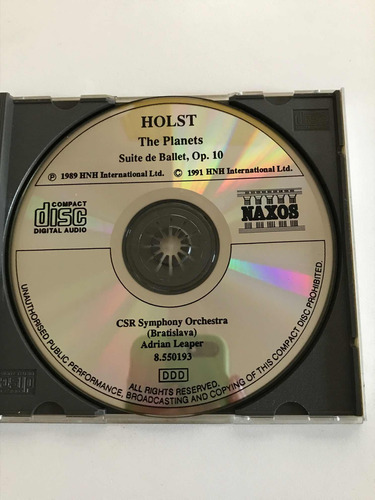 HOLST
The Planets
Suite de Ballet, Op. 10
℗ 1989 HNH International Ltd. © 1991 HNH International Ltd.
COMPACT
disc
DIGITAL AUDIO
NAXOS
CSR Symphony Orchestra
(Bratislava)
Adrian Leaper
8.550193
DDD
ALL RIGHTS RESERVED.
UNAUTHORISED PUBLIC PERFORMANCE, BROADCASTING AND COPYING OF THIS COMPACT DISC PROHIBITED.